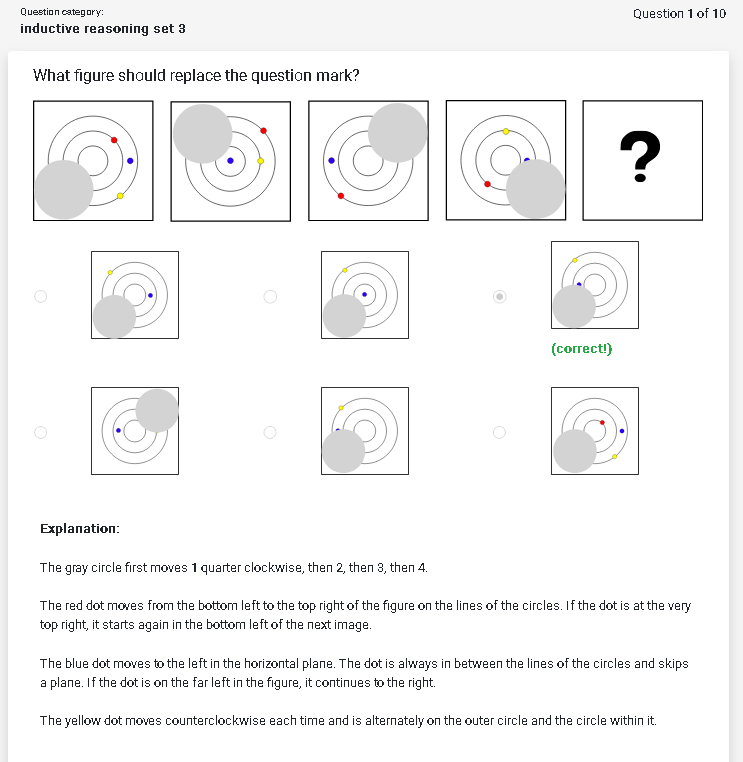 Question category:
Question 1 of 10
inductive reasoning set 3
What figure should replace the question mark?
?
(correct!)
Explanation:
The gray circle first moves 1 quarter clockwise, then 2, then 3, then 4.
The red dot moves from the bottom left to the top right of the figure on the lines of the circles. If the dot is at the very
top right, it starts again in the bottom left of the next image.
The blue dot moves to the left in the horizontal plane. The dot is always in between the lines of the circles and skips
a plane. If the dot is on the far left in the figure, it continues to the right.
The yellow dot moves counterclockwise each time and is alternately on the outer circle and the circle within it.